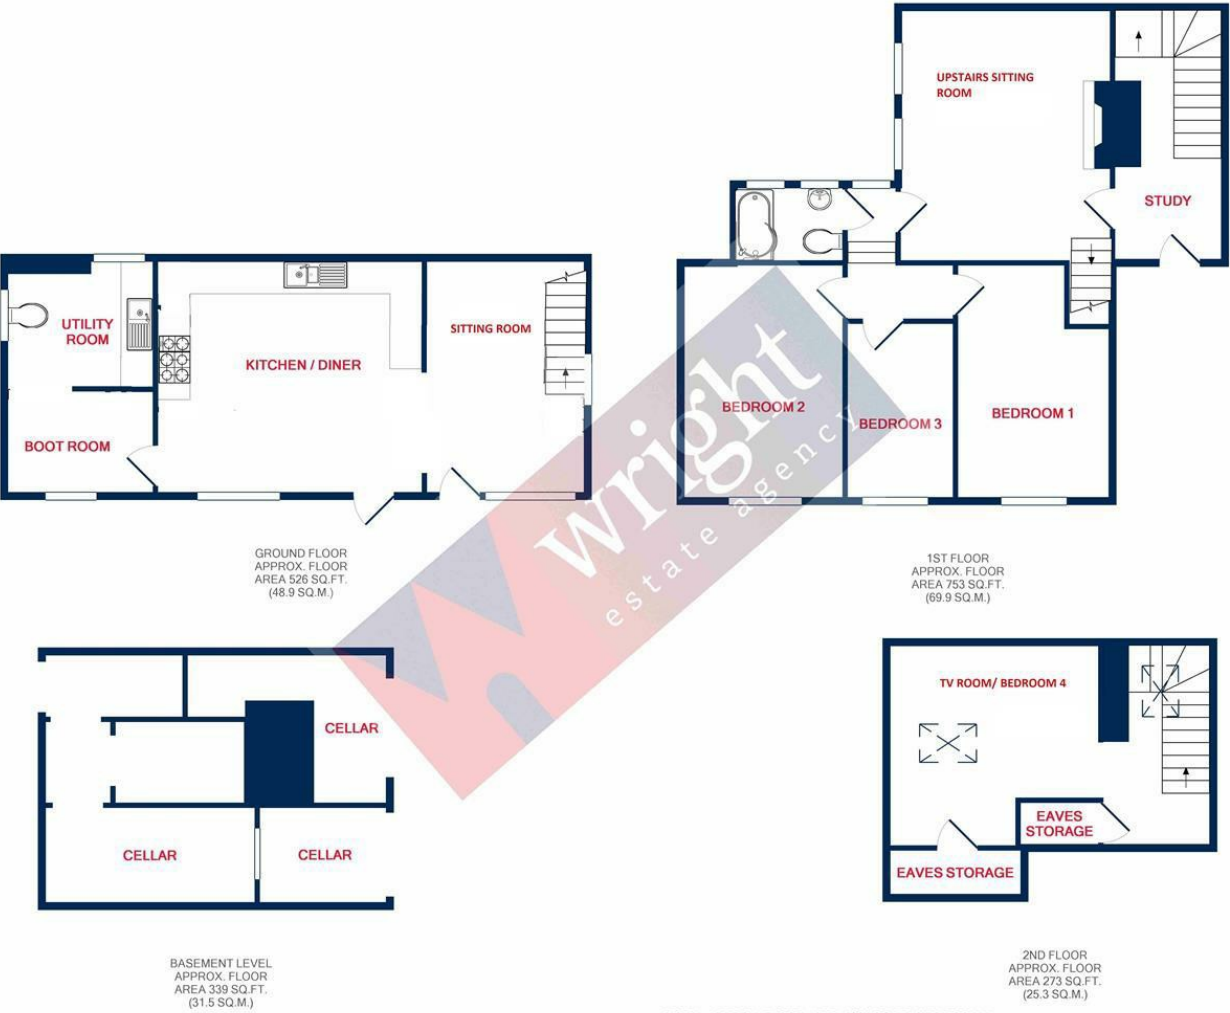 UPSTAIRS SITTING
ROOM
STUDY
UTILITY
ROOM
KITCHEN / DINER
SITTING ROOM
BOOT ROOM
BEDROOM 2
BEDROOM 3
BEDROOM 1
wright
estate agency
GROUND FLOOR
APPROX. FLOOR
AREA 526 SQ.FT.
(48.9 SQ.M.)
1ST FLOOR
APPROX. FLOOR
AREA 753 SQ.FT.
(69.9 SQ.M.)
CELLAR
CELLAR
CELLAR
TV ROOM/ BEDROOM 4
EAVES
STORAGE
EAVES STORAGE
BASEMENT LEVEL
APPROX. FLOOR
AREA 339 SQ.FT.
(31.5 SQ.M.)
2ND FLOOR
APPROX. FLOOR
AREA 273 SQ.FT.
(25.3 SQ.M.)